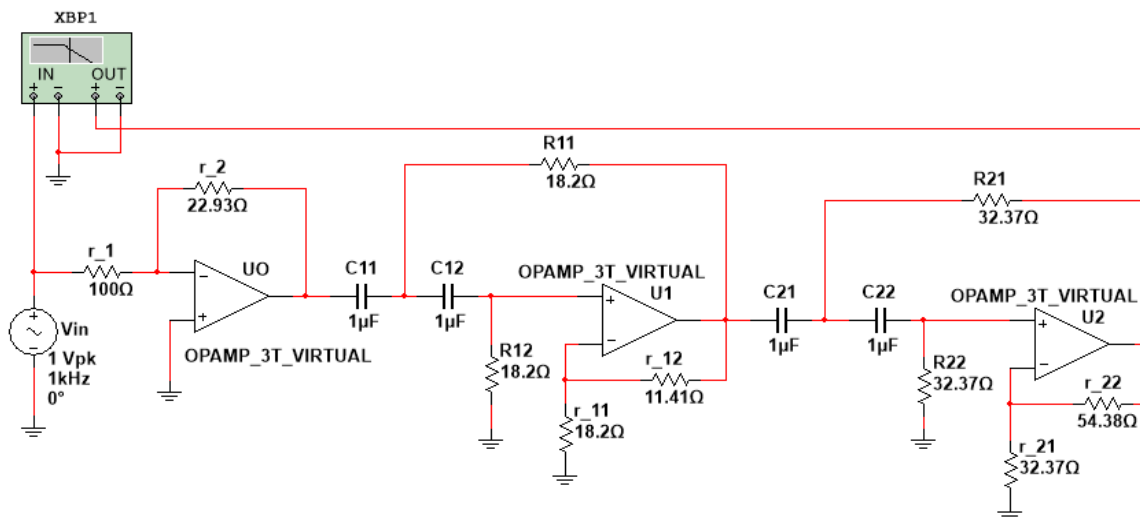 XBP1
IN OUT
+ − + −
R11
18.2Ω
r_2
22.93Ω
R21
32.37Ω
r_1
100Ω
UO
C11
1µF
C12
1µF
OPAMP_3T_VIRTUAL
U1
C21
1µF
C22
1µF
OPAMP_3T_VIRTUAL
U2
Vin
1 Vpk
1kHz
0°
OPAMP_3T_VIRTUAL
R12
18.2Ω
r_12
11.41Ω
r_11
18.2Ω
R22
32.37Ω
r_22
54.38Ω
r_21
32.37Ω